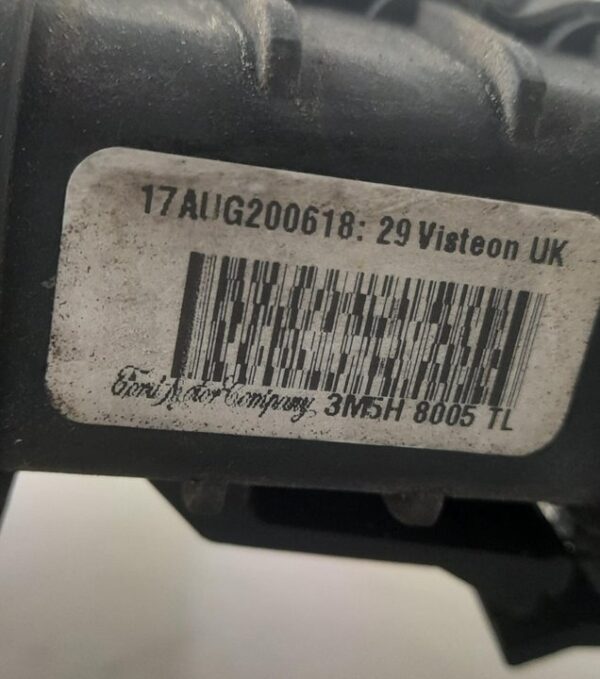 17AUG200618: 29 Visteon UK
Ford Motor Company 3M5H 8005 TL